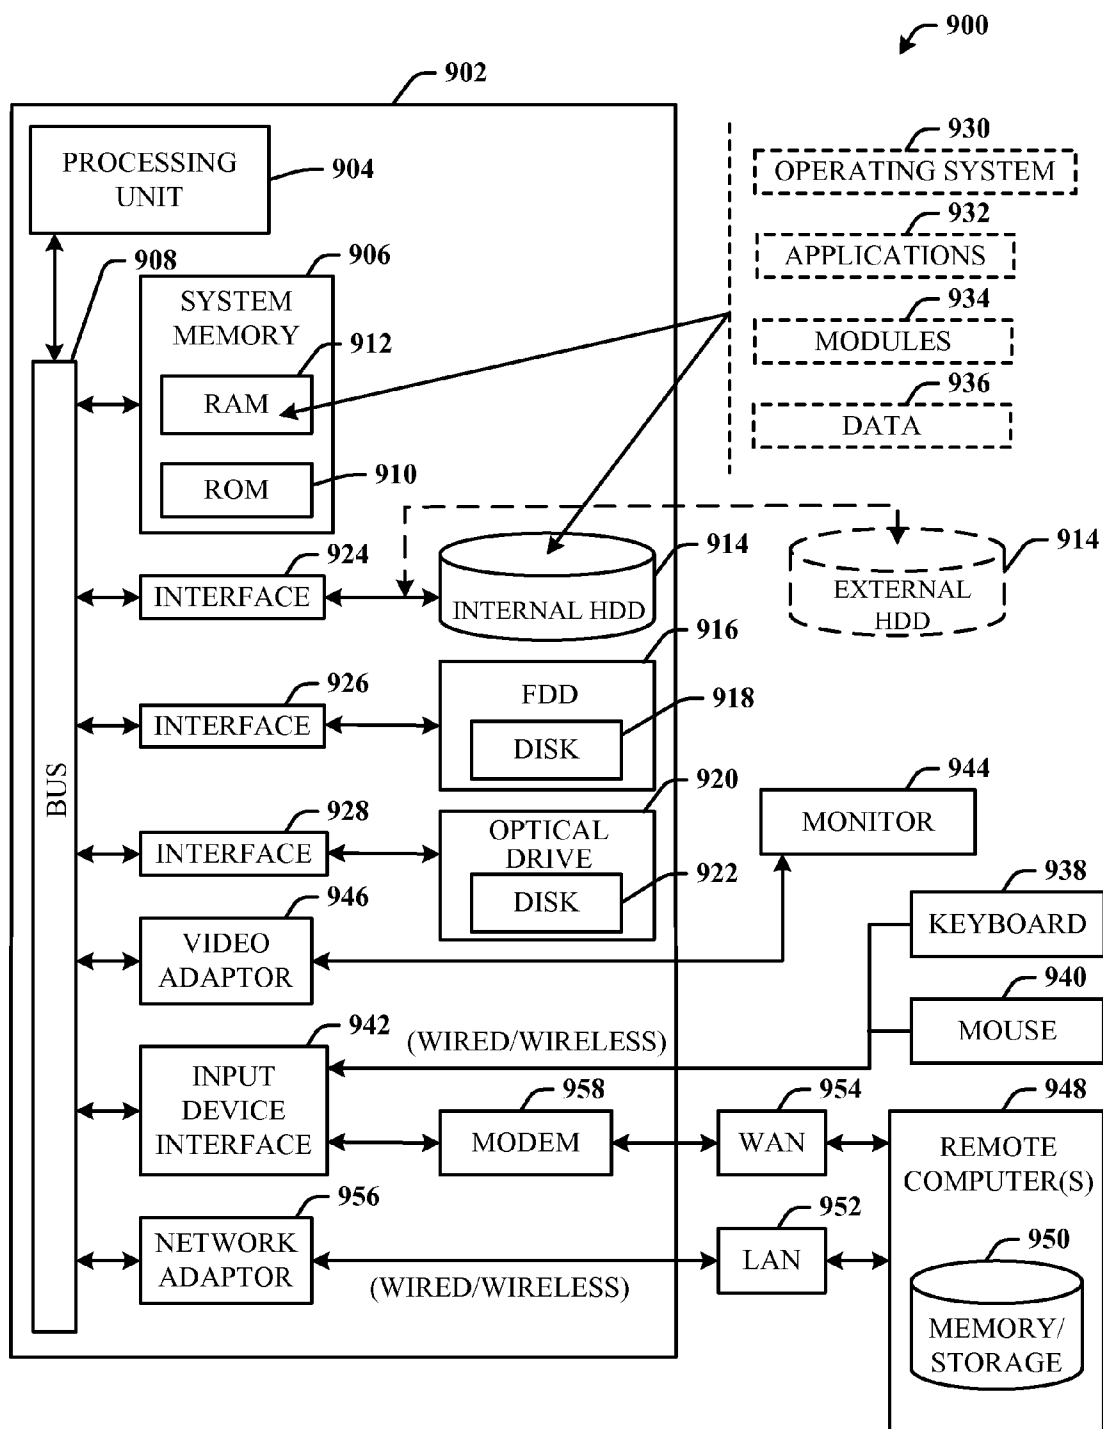 900
902
PROCESSING
UNIT
904
930
OPERATING SYSTEM
932
APPLICATIONS
934
MODULES
936
DATA
908
906
SYSTEM
MEMORY
912
RAM
ROM
910
924
INTERFACE
INTERNAL HDD
914
EXTERNAL
HDD
914
926
INTERFACE
916
FDD
918
DISK
BUS
928
INTERFACE
920
OPTICAL
DRIVE
922
DISK
944
MONITOR
946
VIDEO
ADAPTOR
938
KEYBOARD
940
MOUSE
942
INPUT
DEVICE
INTERFACE
(WIRED/WIRELESS)
958
MODEM
954
WAN
948
REMOTE
COMPUTER(S)
956
NETWORK
ADAPTOR
(WIRED/WIRELESS)
952
LAN
950
MEMORY/
STORAGE